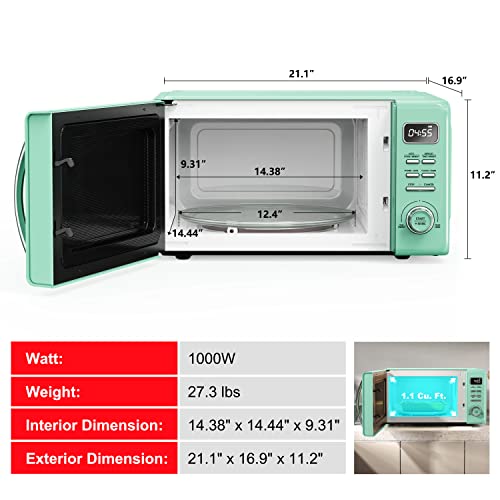 21.1"
16.9"
04:55
9.31"
14.38"
11.2"
12.4"
14.44"
START
Watt: 1000W
Weight: 27.3 lbs
Interior Dimension: 14.38" x 14.44" x 9.31"
Exterior Dimension: 21.1" x 16.9" x 11.2"
1.1 Cu. Ft.